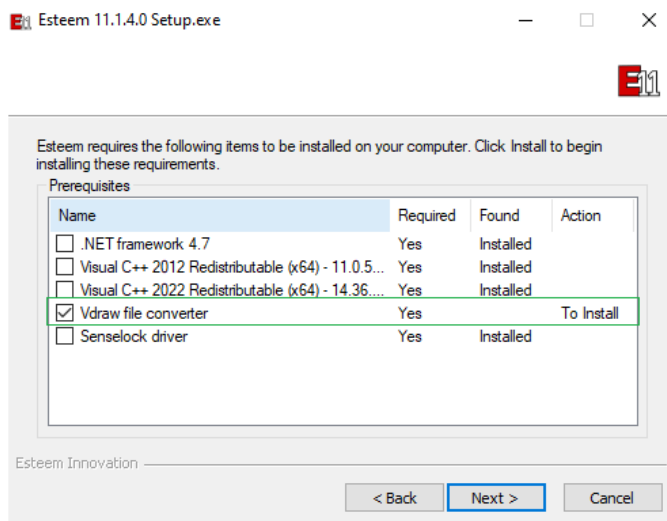 Esteem 11.1.4.0 Setup.exe
E11
Esteem requires the following items to be installed on your computer. Click Install to begin
installing these requirements.
Prerequisites
Name Required Found Action
.NET framework 4.7 Yes Installed
Visual C++ 2012 Redistributable (x64) - 11.0.5... Yes Installed
Visual C++ 2022 Redistributable (x64) - 14.36.... Yes Installed
Vdraw file converter Yes To Install
Senselock driver Yes Installed
Esteem Innovation
< Back Next > Cancel